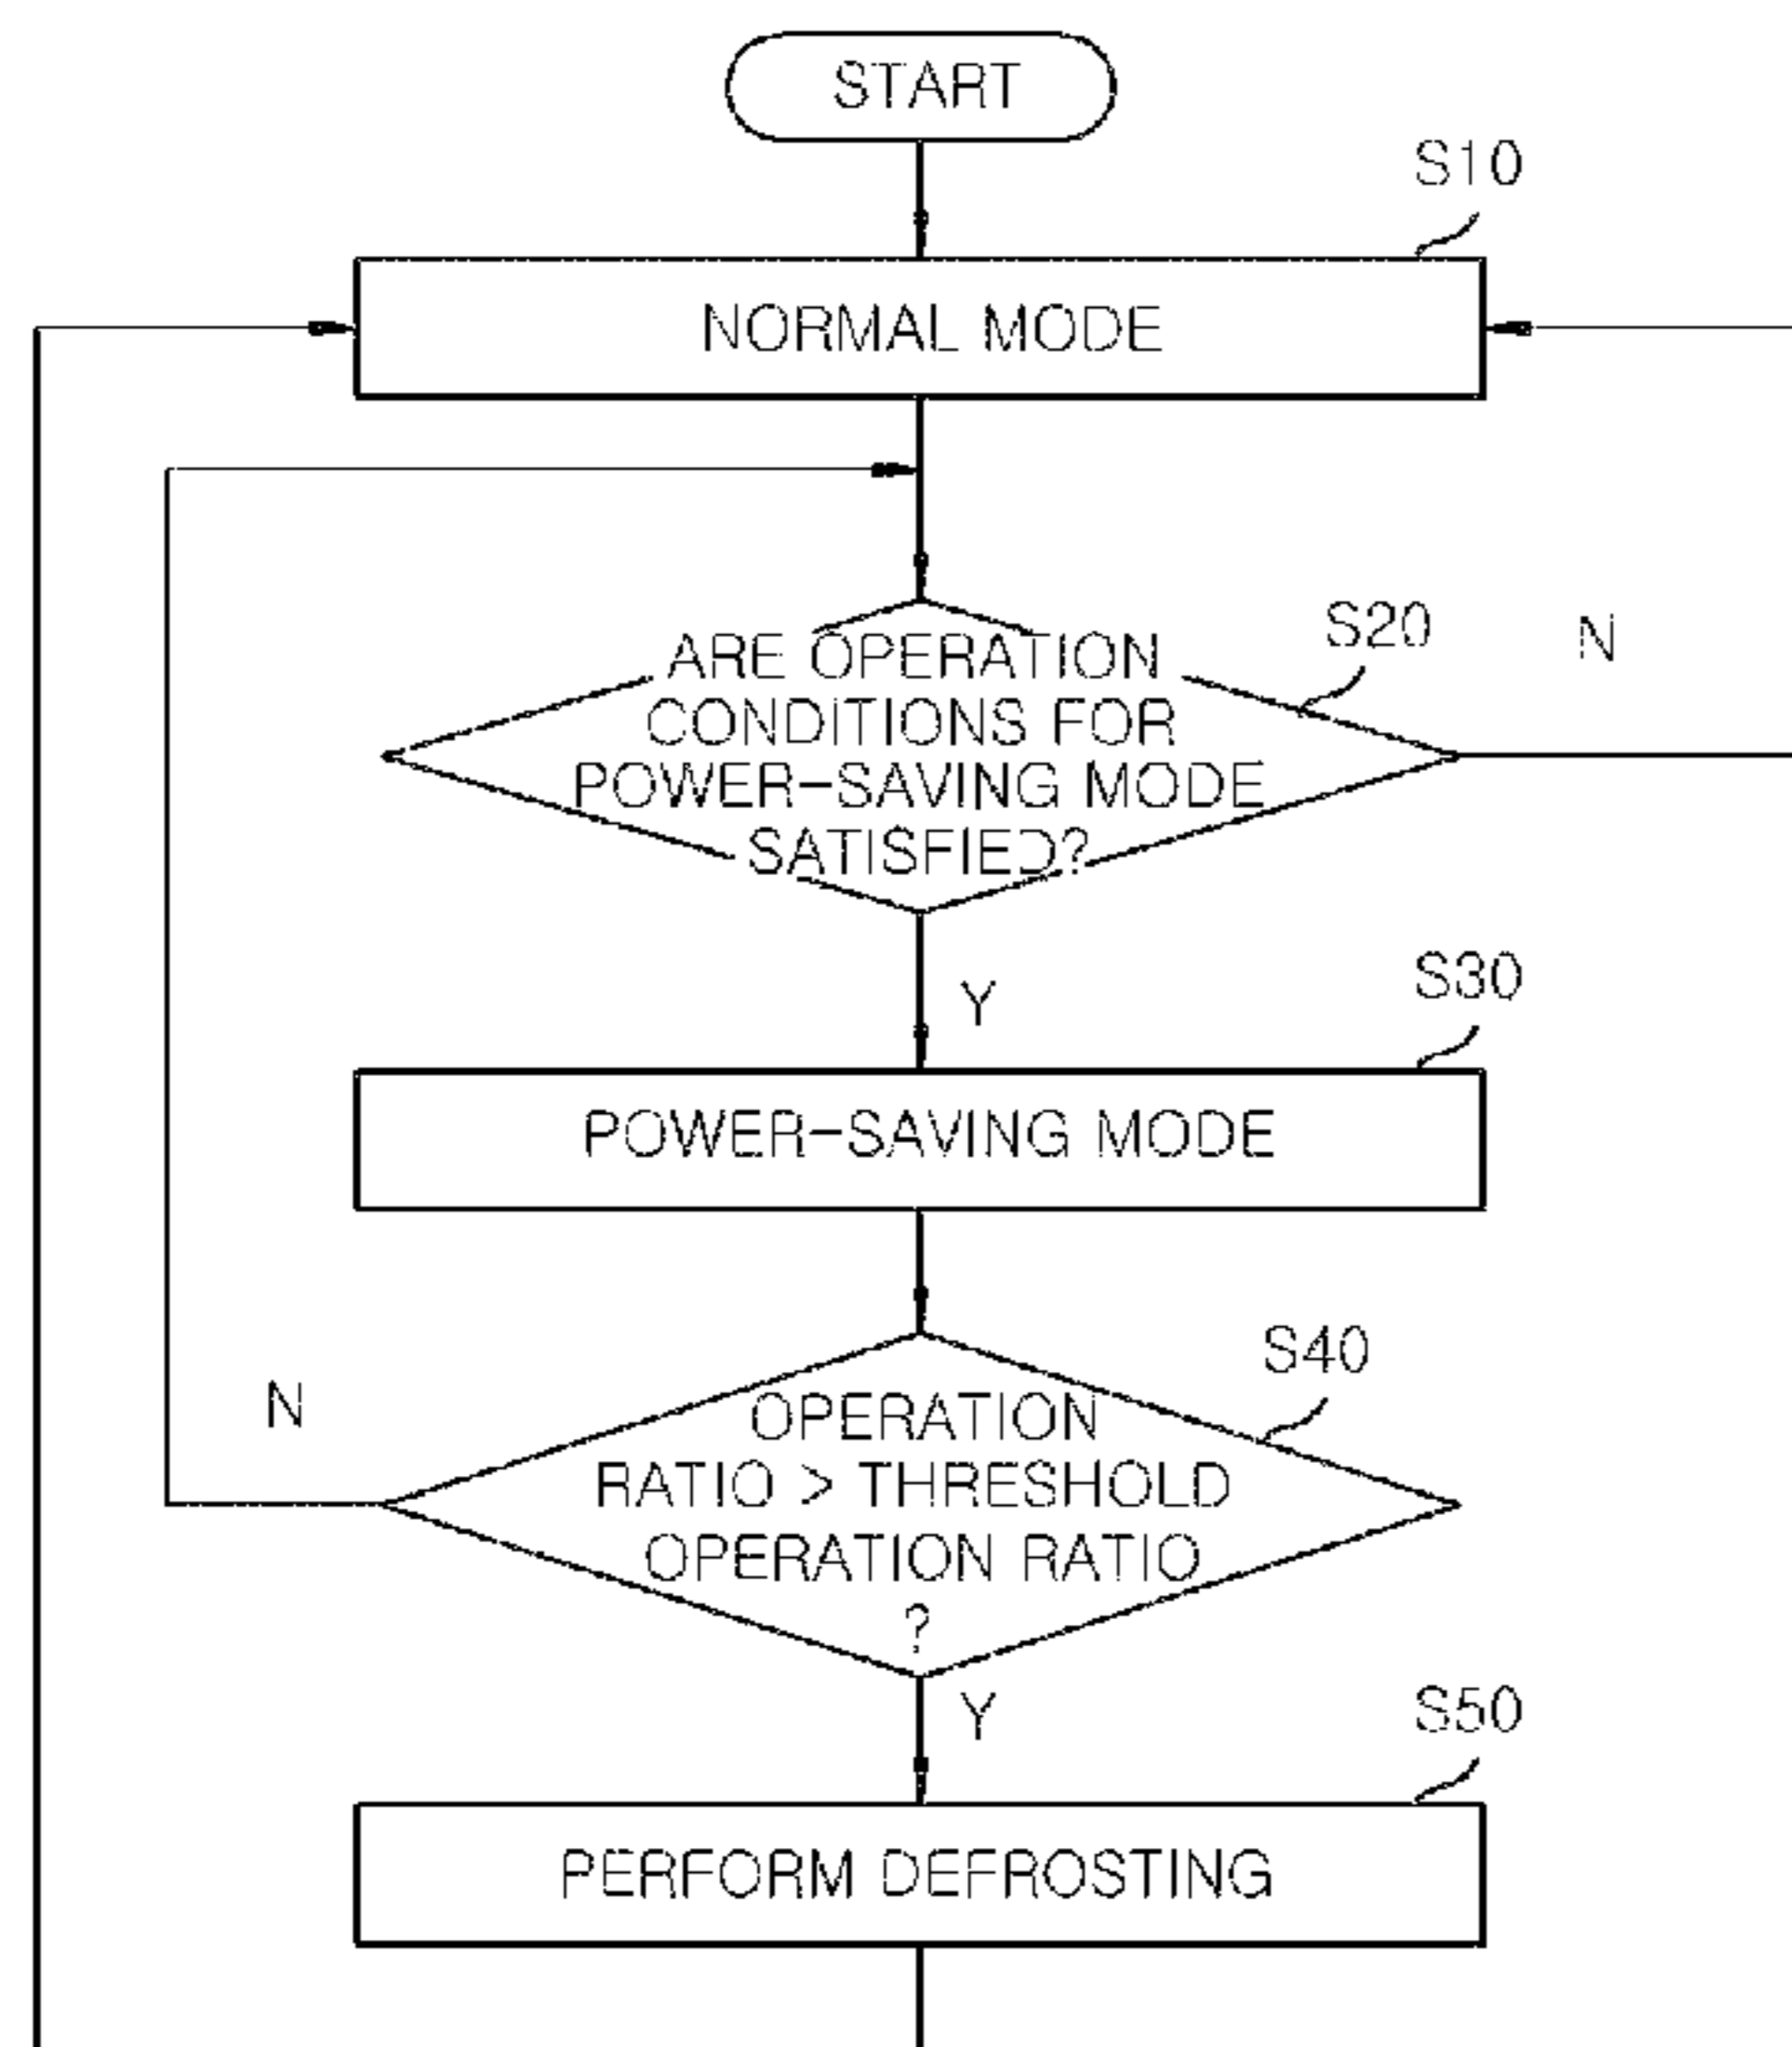 START
S10
NORMAL MODE
S20
N
ARE OPERATION
CONDITIONS FOR
POWER-SAVING MODE
SATISFIED?
Y
S30
POWER-SAVING MODE
S40
N
OPERATION
RATIO > THRESHOLD
OPERATION RATIO
?
Y
S50
PERFORM DEFROSTING